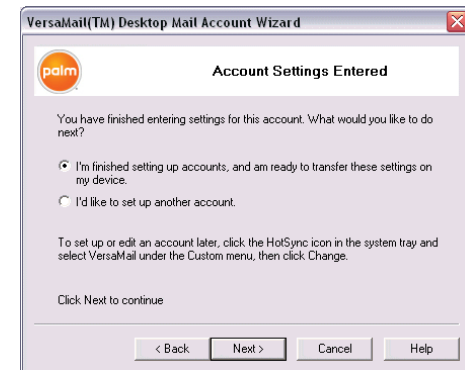 VersaMail(TM) Desktop Mail Account Wizard
palm
Account Settings Entered
You have finished entering settings for this account. What would you like to do
next?
I'm finished setting up accounts, and am ready to transfer these settings on
my device.
I'd like to set up another account.
To set up or edit an account later, click the HotSync icon in the system tray and
select VersaMail under the Custom menu, then click Change.
Click Next to continue
< Back Next > Cancel Help